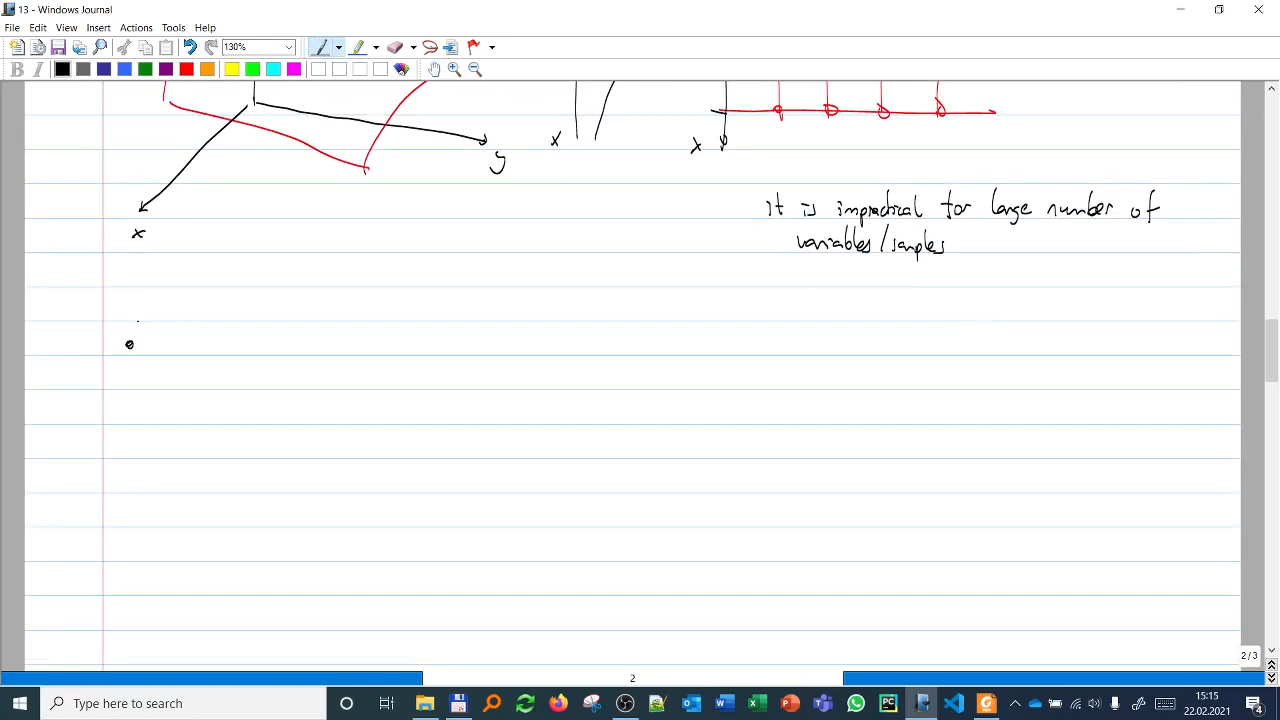 13 - Windows Journal
File Edit View Insert Actions Tools Help
130%
B I
x
x
y
x
It is impractical for large number of
variables/samples
2/3
2
Type here to search
15:15
22.02.2021